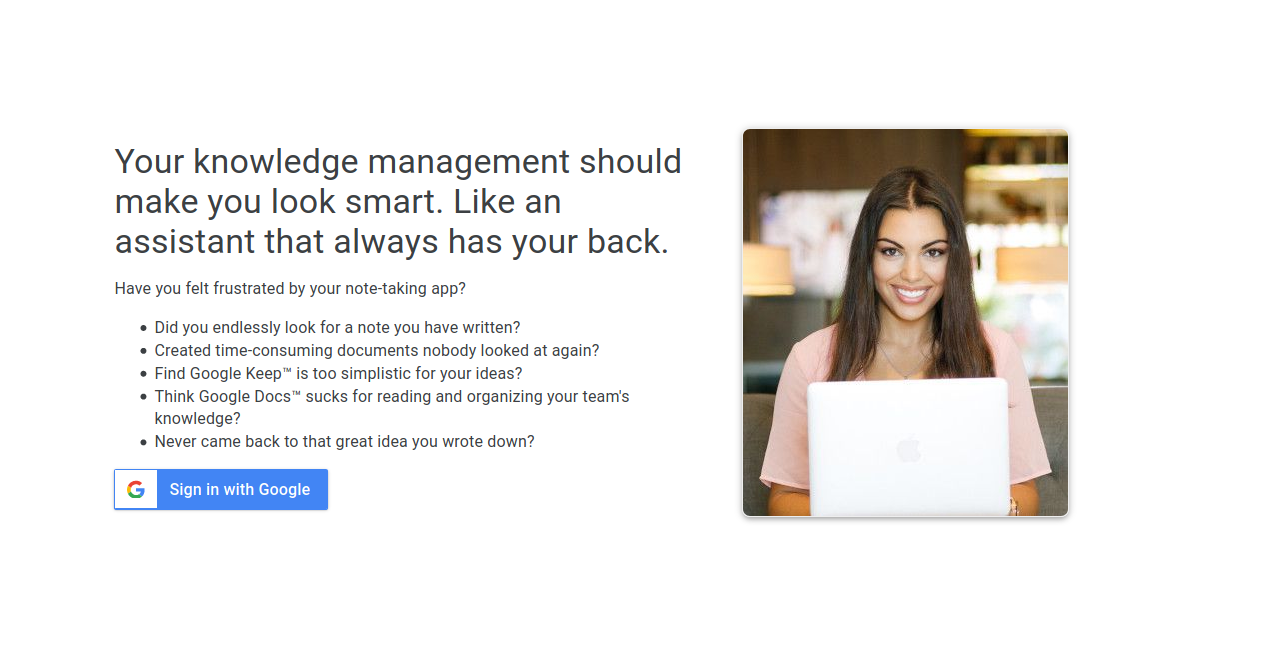 Your knowledge management should
make you look smart. Like an
assistant that always has your back.
Have you felt frustrated by your note-taking app?
• Did you endlessly look for a note you have written?
• Created time-consuming documents nobody looked at again?
• Find Google Keep™ is too simplistic for your ideas?
• Think Google Docs™ sucks for reading and organizing your team's
knowledge?
• Never came back to that great idea you wrote down?
Sign in with Google